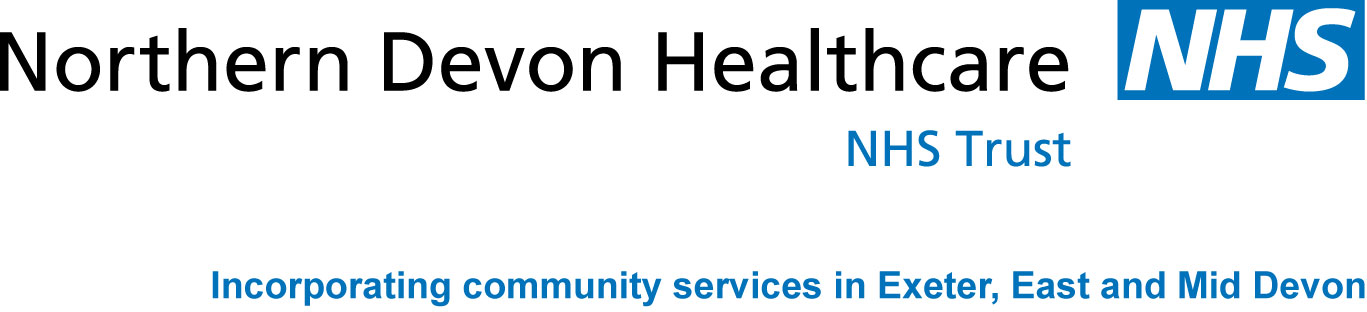 Northern Devon Healthcare NHS
NHS Trust
Incorporating community services in Exeter, East and Mid Devon